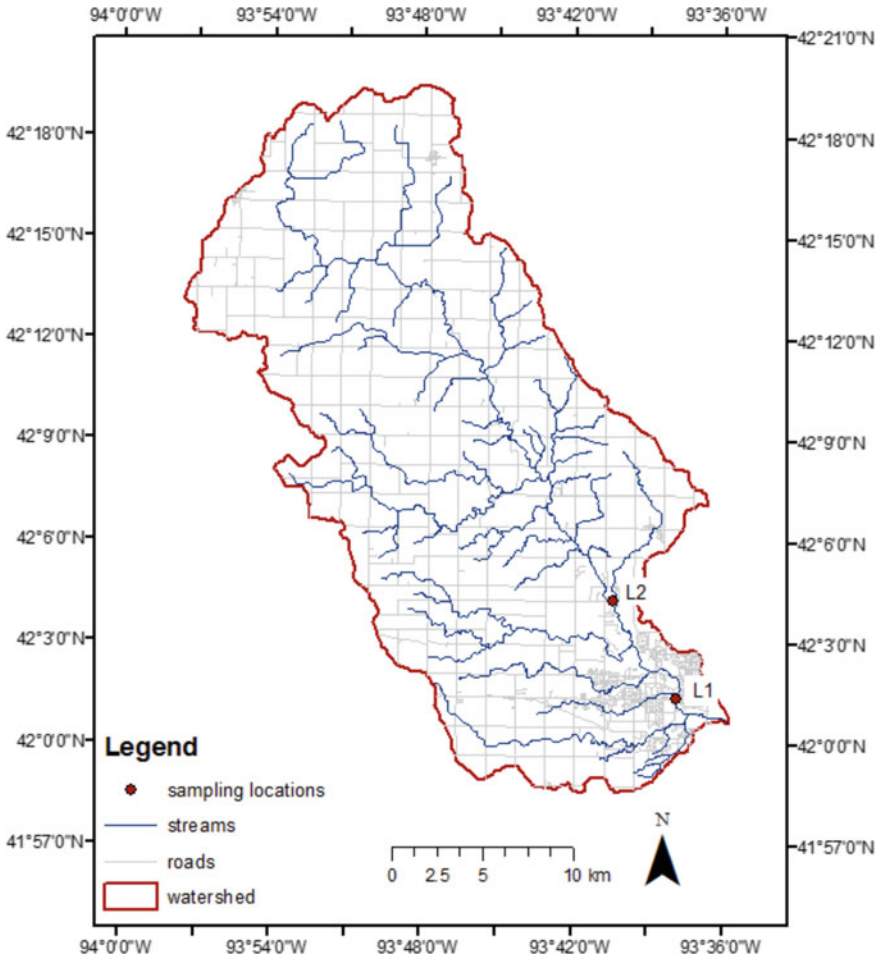 94°0'0"W 93°54'0"W 93°48'0"W 93°42'0"W 93°36'0"W
42°21'0"N
42°18'0"N 42°18'0"N
42°15'0"N 42°15'0"N
42°12'0"N 42°12'0"N
42°9'0"N 42°9'0"N
42°6'0"N 42°6'0"N
L2
42°3'0"N 42°3'0"N
L1
42°0'0"N 42°0'0"N
Legend
sampling locations
streams
N
41°57'0"N 41°57'0"N
roads
0 2.5 5 10 km
watershed
94°0'0"W 93°54'0"W 93°48'0"W 93°42'0"W 93°36'0"W